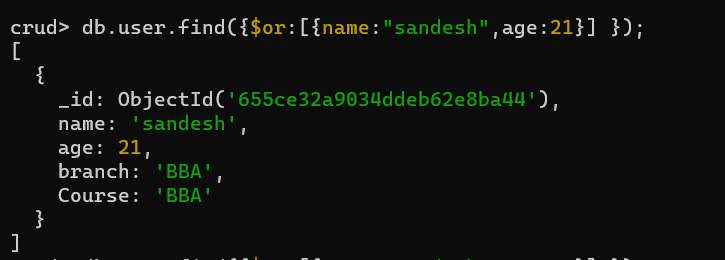 crud> db.user.find({$or:[{name:"sandesh",age:21}] });
[
  {
    _id: ObjectId('655ce32a9034ddeb62e8ba44'),
    name: 'sandesh',
    age: 21,
    branch: 'BBA',
    Course: 'BBA'
  }
]